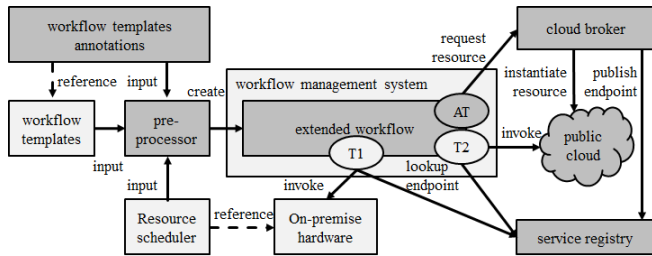 workflow templates
annotations
cloud broker
request
resource
reference
input
workflow management system
instantiate
resource
publish
endpoint
create
workflow
templates
pre-
processor
extended workflow
AT
T1
T2
invoke
public
cloud
input
input
lookup
endpoint
invoke
Resource
scheduler
reference
On-premise
hardware
service registry